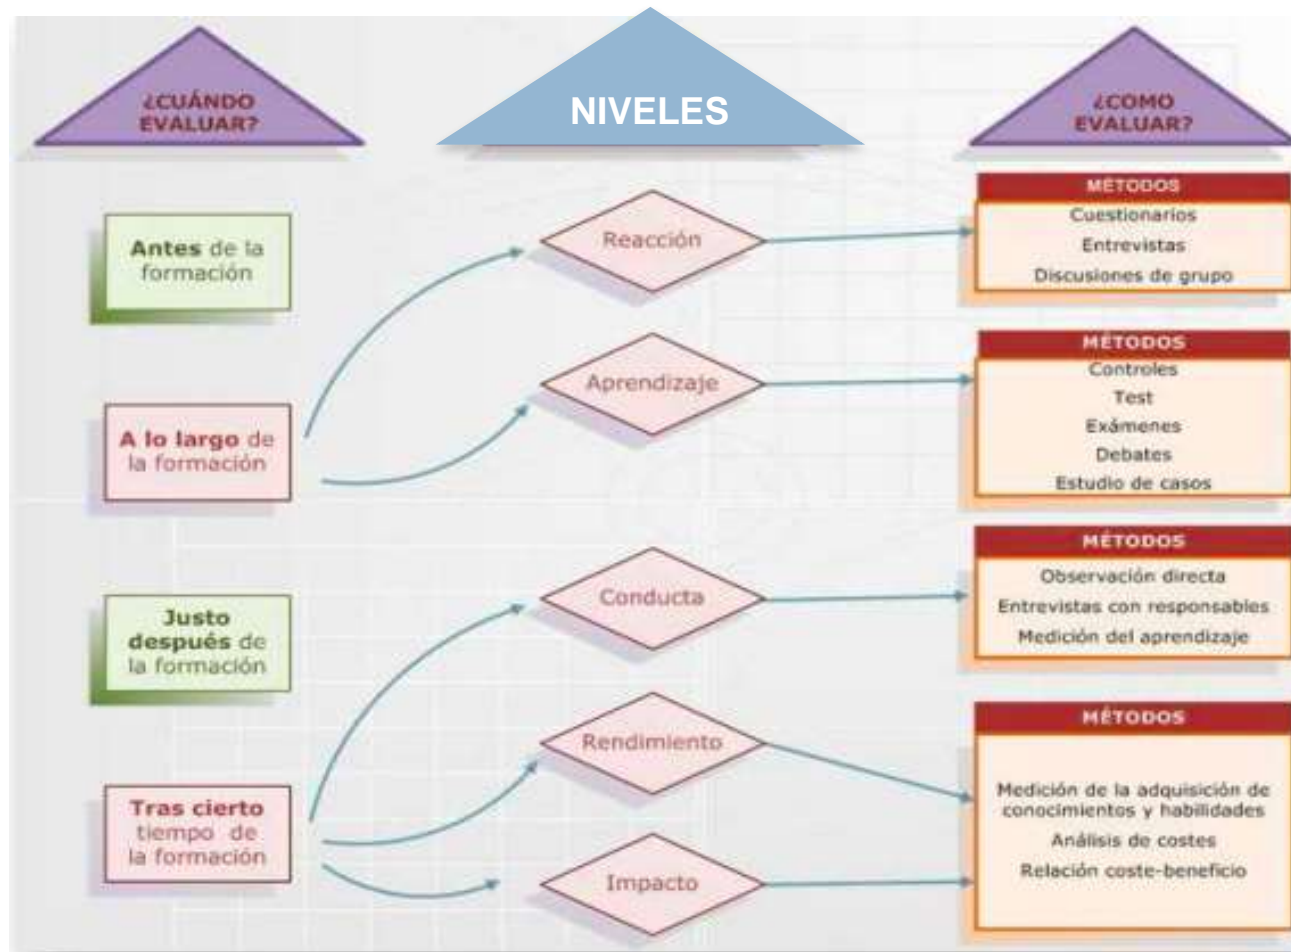 ¿CUÁNDO
EVALUAR?
NIVELES
¿COMO
EVALUAR?
Antes de la
formación
A lo largo de
la formación
Justo
después de
la formación
Tras cierto
tiempo de
la formación
Reacción
Aprendizaje
Conducta
Rendimiento
Impacto
MÉTODOS
Cuestionarios
Entrevistas
Discusiones de grupo
MÉTODOS
Controles
Test
Exámenes
Debates
Estudio de casos
MÉTODOS
Observación directa
Entrevistas con responsables
Medición del aprendizaje
MÉTODOS
Medición de la adquisición de
conocimientos y habilidades
Análisis de costes
Relación coste-beneficio